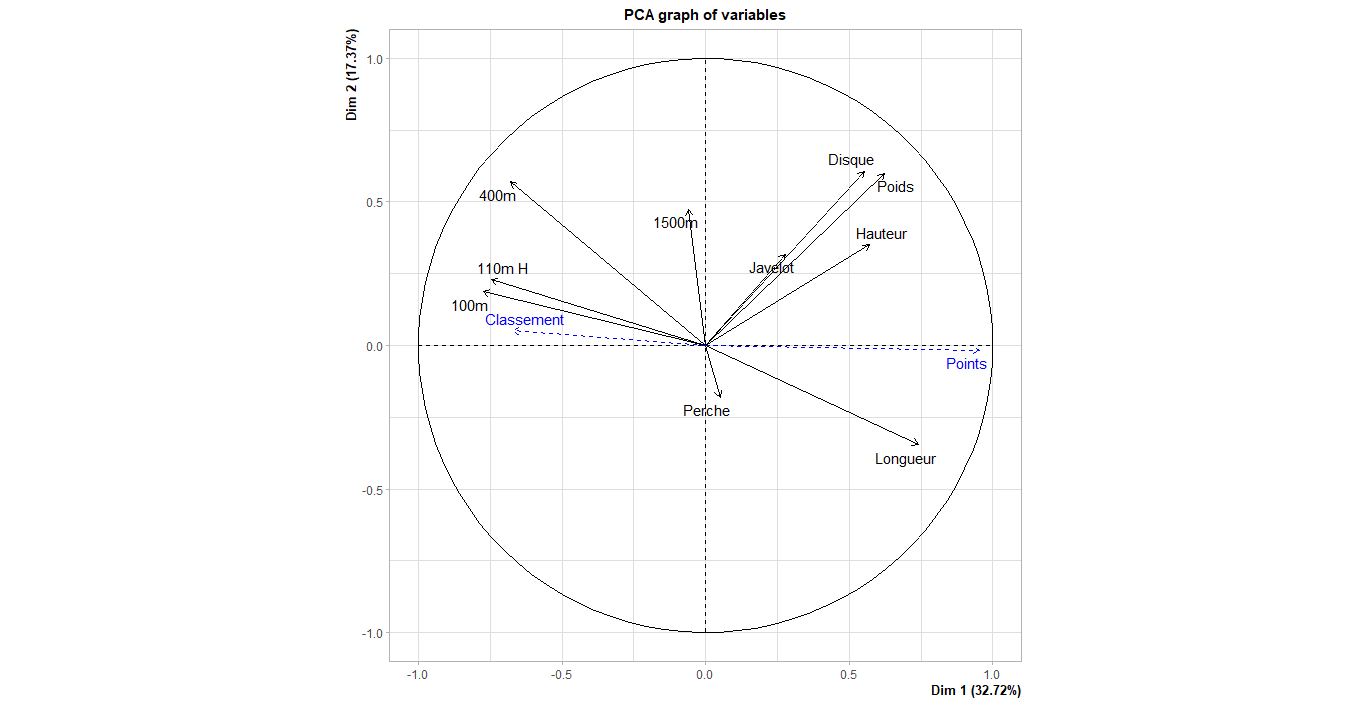 PCA graph of variables
Dim 2 (17.37%)
1.0
0.5
0.0
-0.5
-1.0
Disque
Poids
400m
1500m
Hauteur
Javelot
110m H
100m
Classement
Points
Perche
Longueur
-1.0
-0.5
0.0
0.5
1.0
Dim 1 (32.72%)